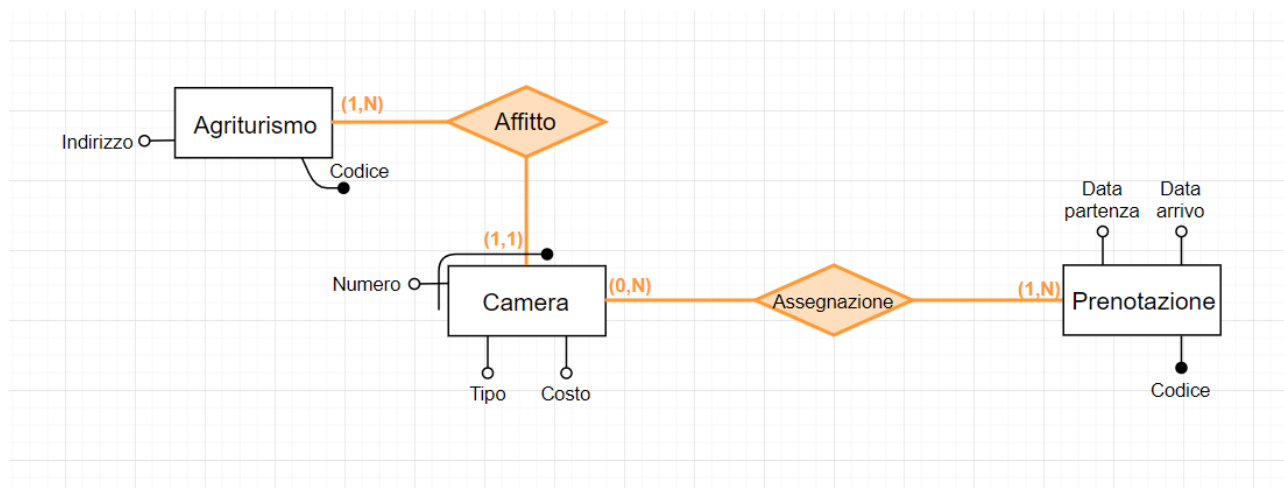 (1,N)
Agriturismo
Affitto
Indirizzo
Codice
Data
partenza
Data
arrivo
(1,1)
Numero
Camera
(0,N)
Assegnazione
(1,N)
Prenotazione
Tipo
Costo
Codice